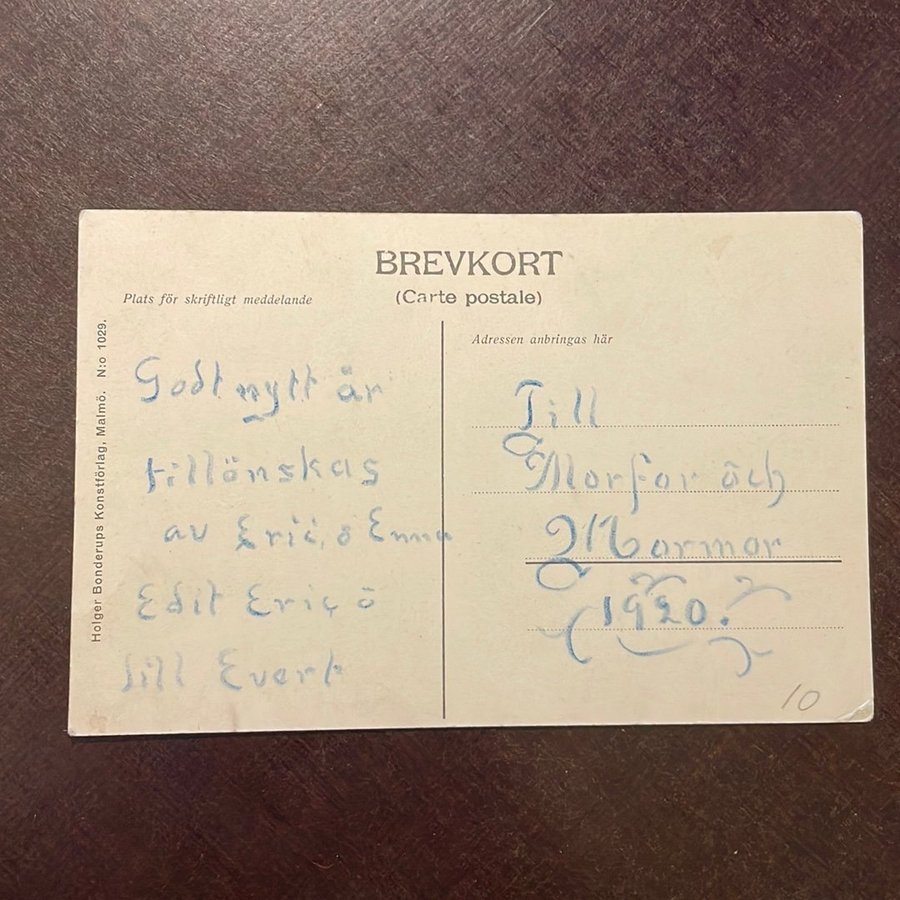 BREVKORT
(Carte postale)
Plats för skriftligt meddelande
Adressen anbringas här
Holger Bonderups Konstförlag, Malmö. N:o 1029.
Godt nytt år
tillönskas
av Eric, ö Emma
Edit Eric ö
lill Evert
Till
Morfar öch
Mormor
1920.
10